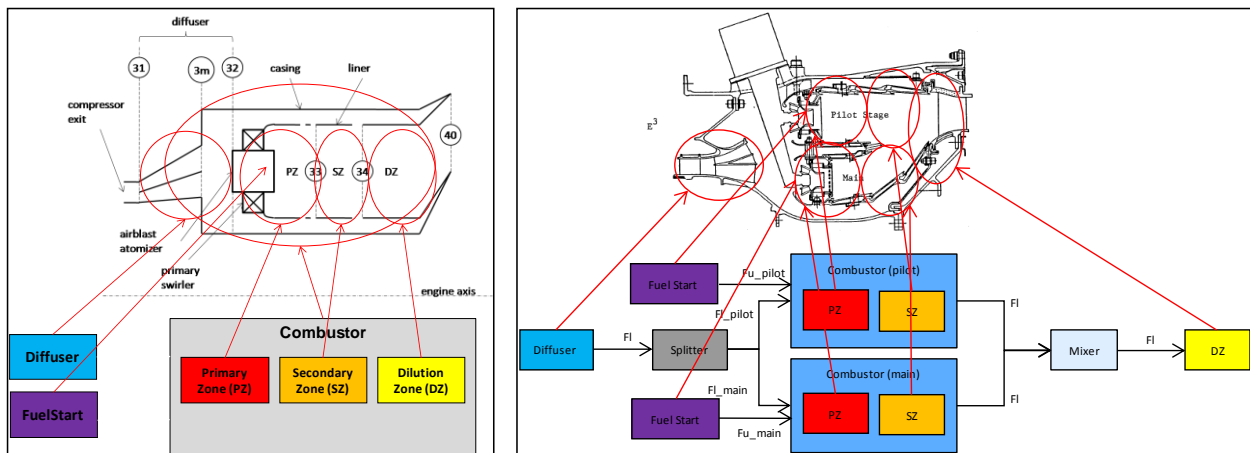 diffuser
31
3m
32
casing
liner
compressor
exit
40
PZ
33
SZ
34
DZ
airblast
atomizer
primary
swirler
engine axis
Combustor
Diffuser
Primary
Zone (PZ)
Secondary
Zone (SZ)
Dilution
Zone (DZ)
FuelStart
E3
Pilot Stage
Main
Fuel Start
Fu_pilot
Combustor (pilot)
PZ
SZ
Fl_pilot
Diffuser
Fl
Splitter
Mixer
Fl
DZ
Fl
Combustor (main)
Fl_main
PZ
SZ
Fl
Fuel Start
Fu_main